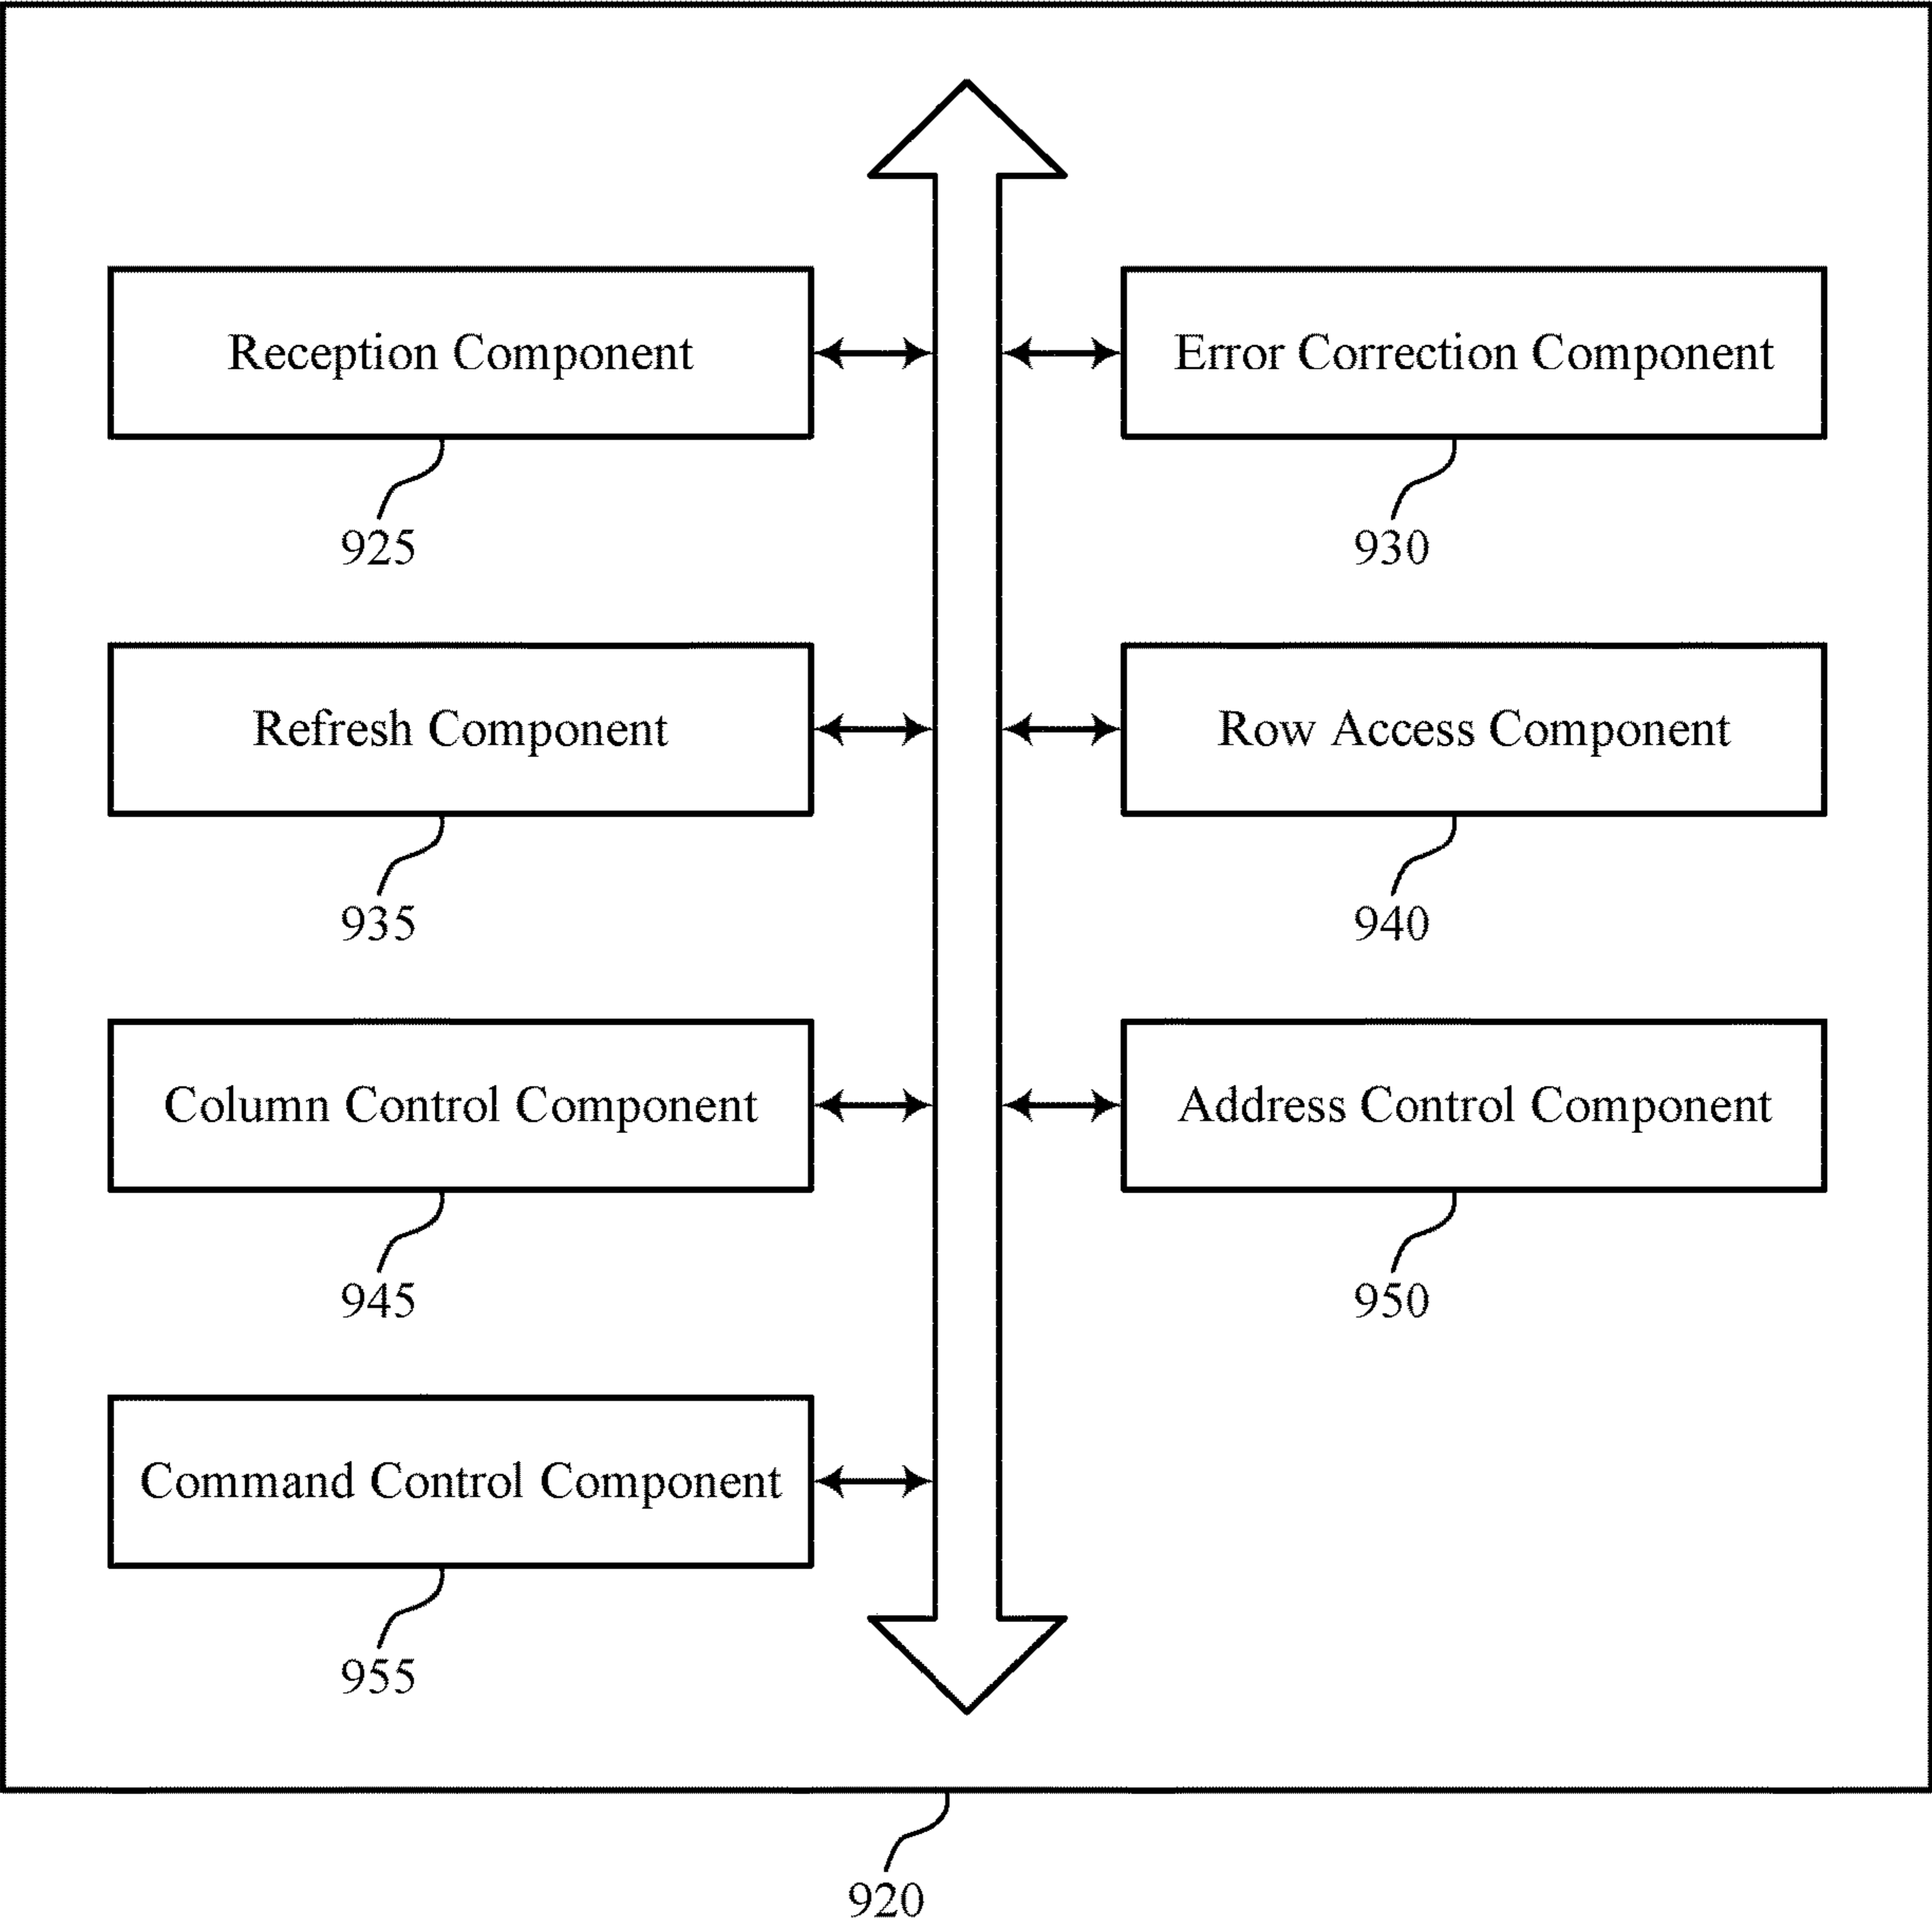 Reception Component
Error Correction Component
925
930
Refresh Component
Row Access Component
935
940
Column Control Component
Address Control Component
945
950
Command Control Component
955
920